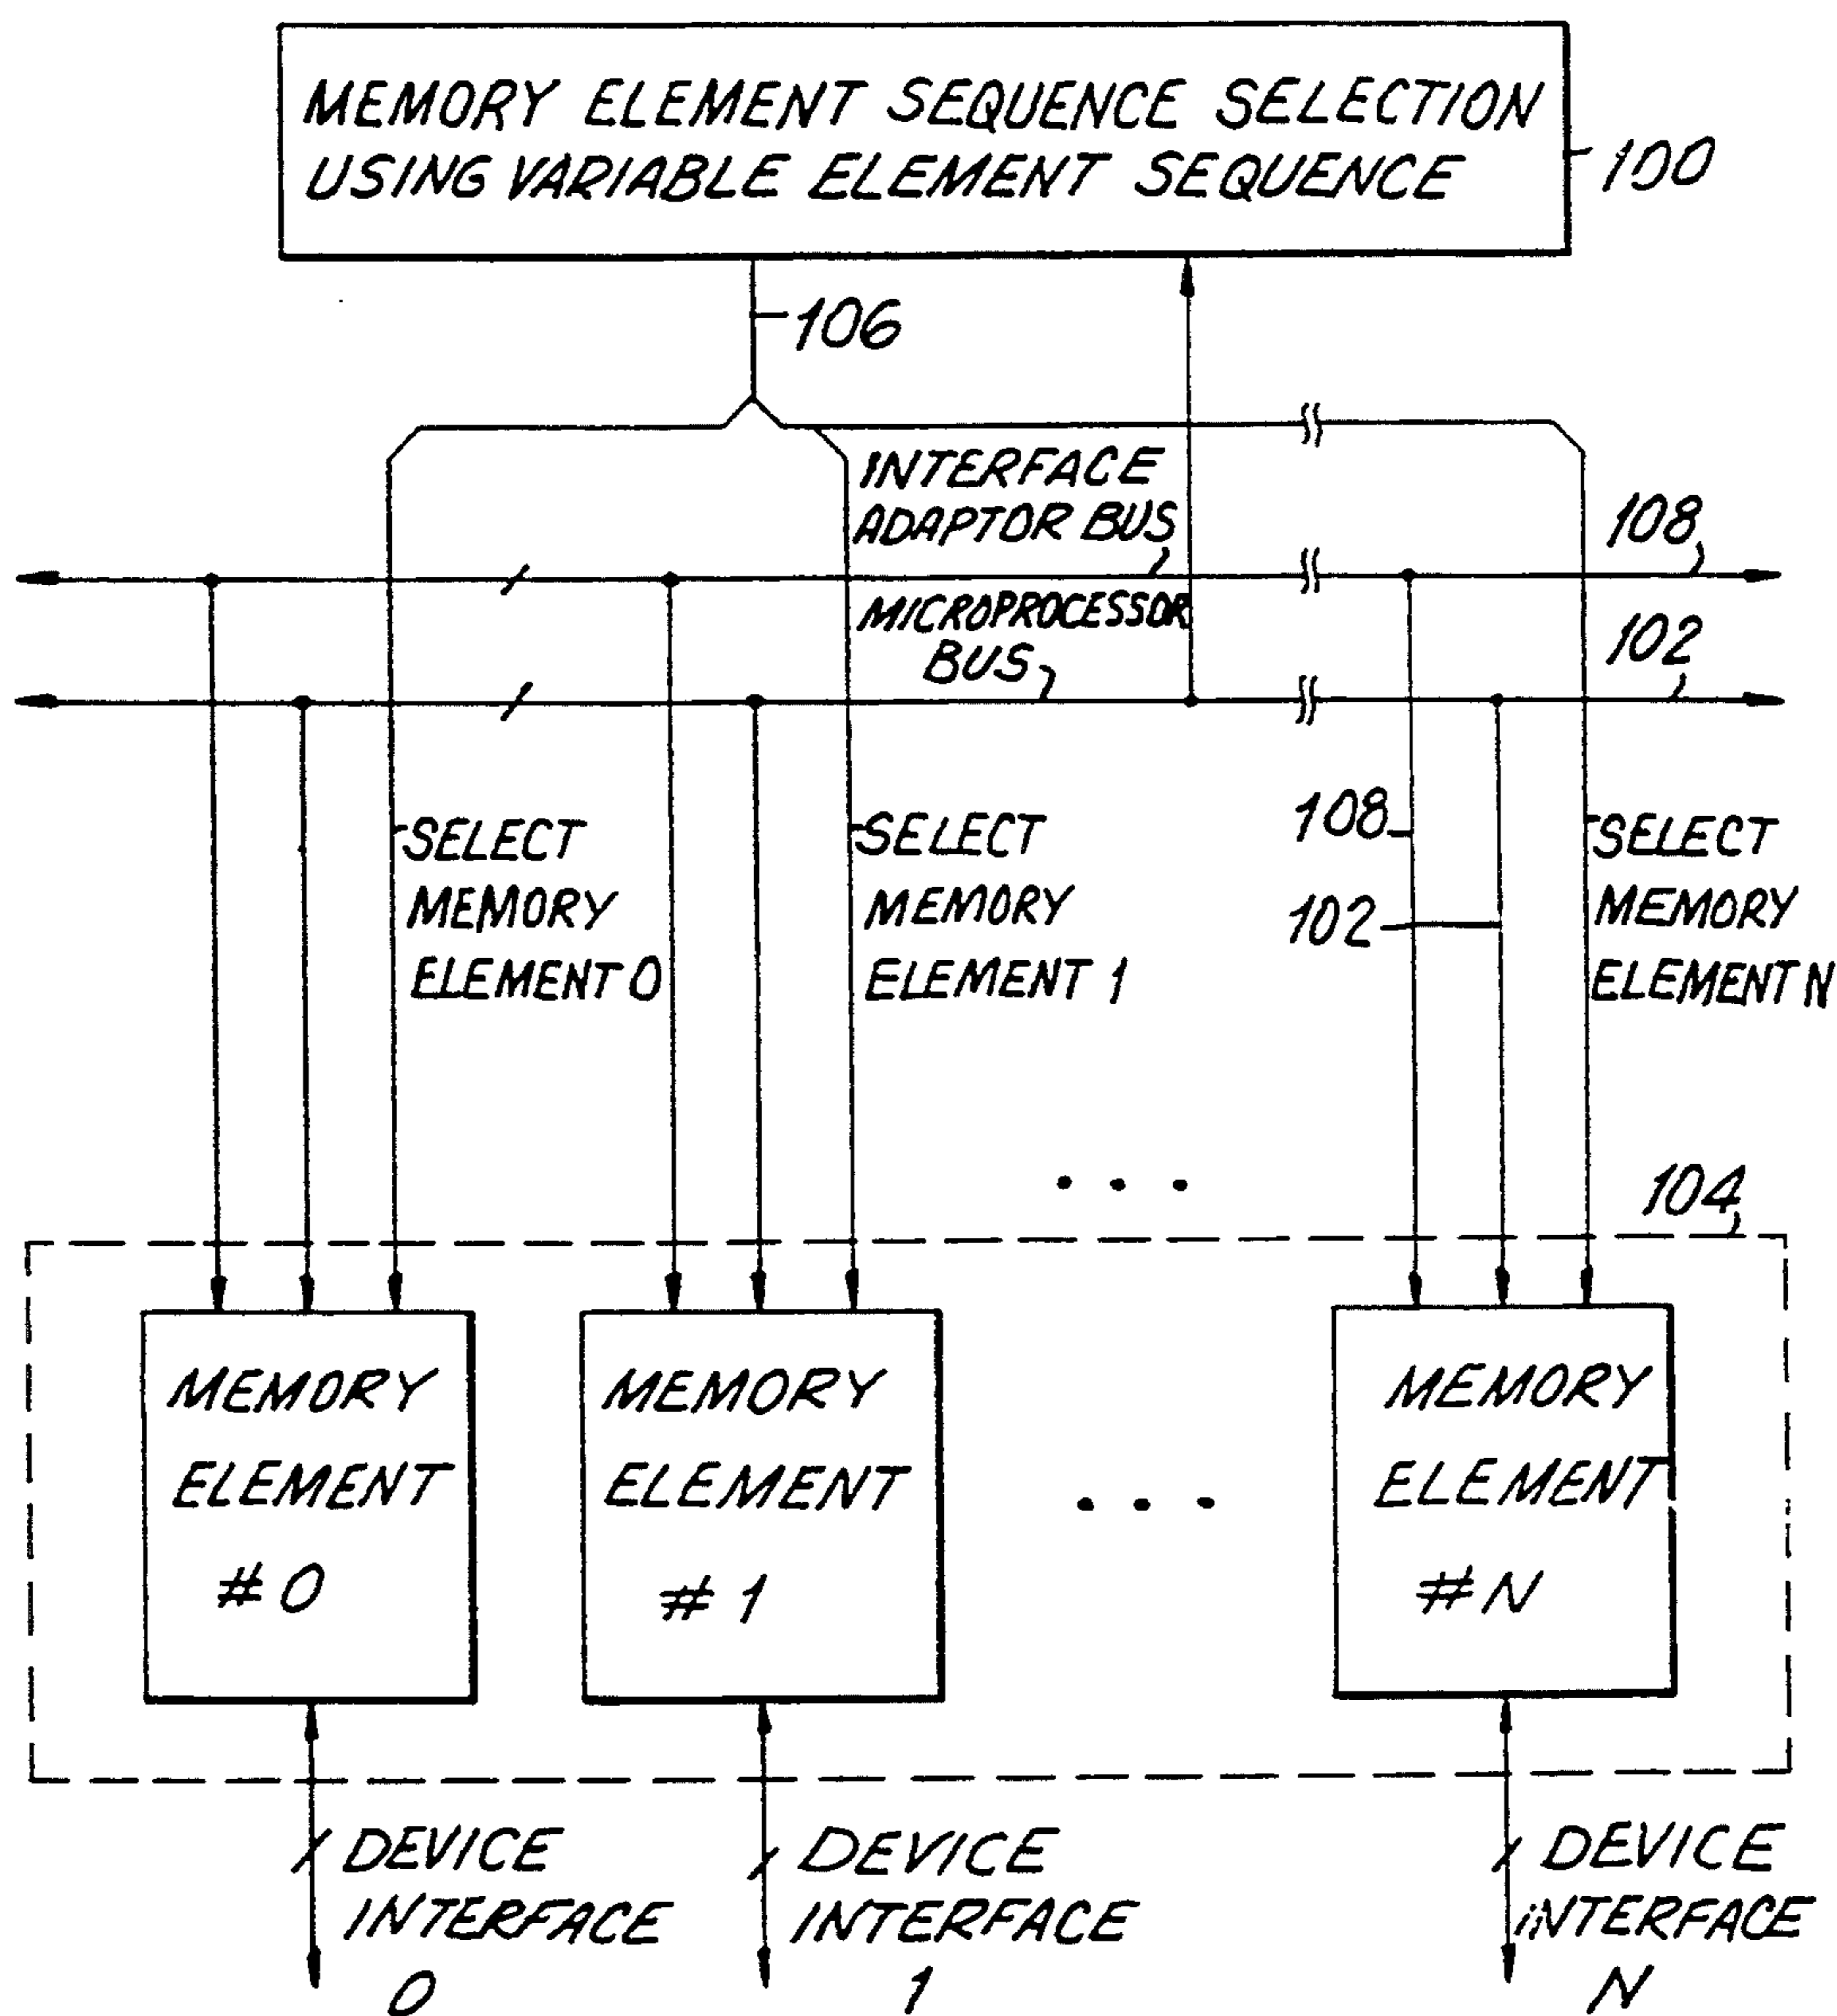 MEMORY ELEMENT SEQUENCE SELECTION
USING VARIABLE ELEMENT SEQUENCE
100
106
INTERFACE
ADAPTOR BUS
108
MICROPROCESSOR
BUS
102
SELECT
MEMORY
ELEMENT 0
SELECT
MEMORY
ELEMENT 1
108
102
SELECT
MEMORY
ELEMENT N
. . .
104
MEMORY
ELEMENT
# 0
MEMORY
ELEMENT
# 1
. . .
MEMORY
ELEMENT
# N
DEVICE
INTERFACE
0
DEVICE
INTERFACE
1
DEVICE
INTERFACE
N